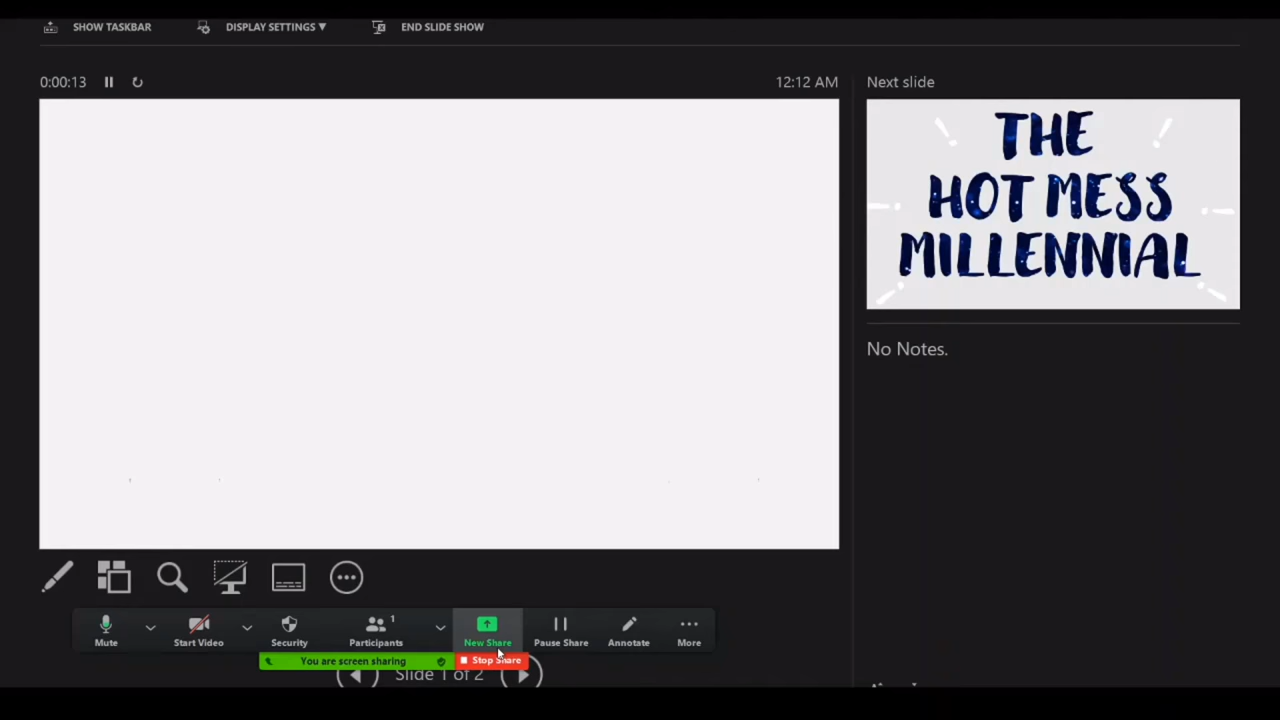 SHOW TASKBAR
DISPLAY SETTINGS ▼
END SLIDE SHOW
0:00:13
12:12 AM
Next slide
THE
HOT MESS
MILLENNIAL
No Notes.
Mute
Start Video
Security
Participants
1
New Share
Pause Share
Annotate
More
You are screen sharing
Stop Share
Slide 1 of 2